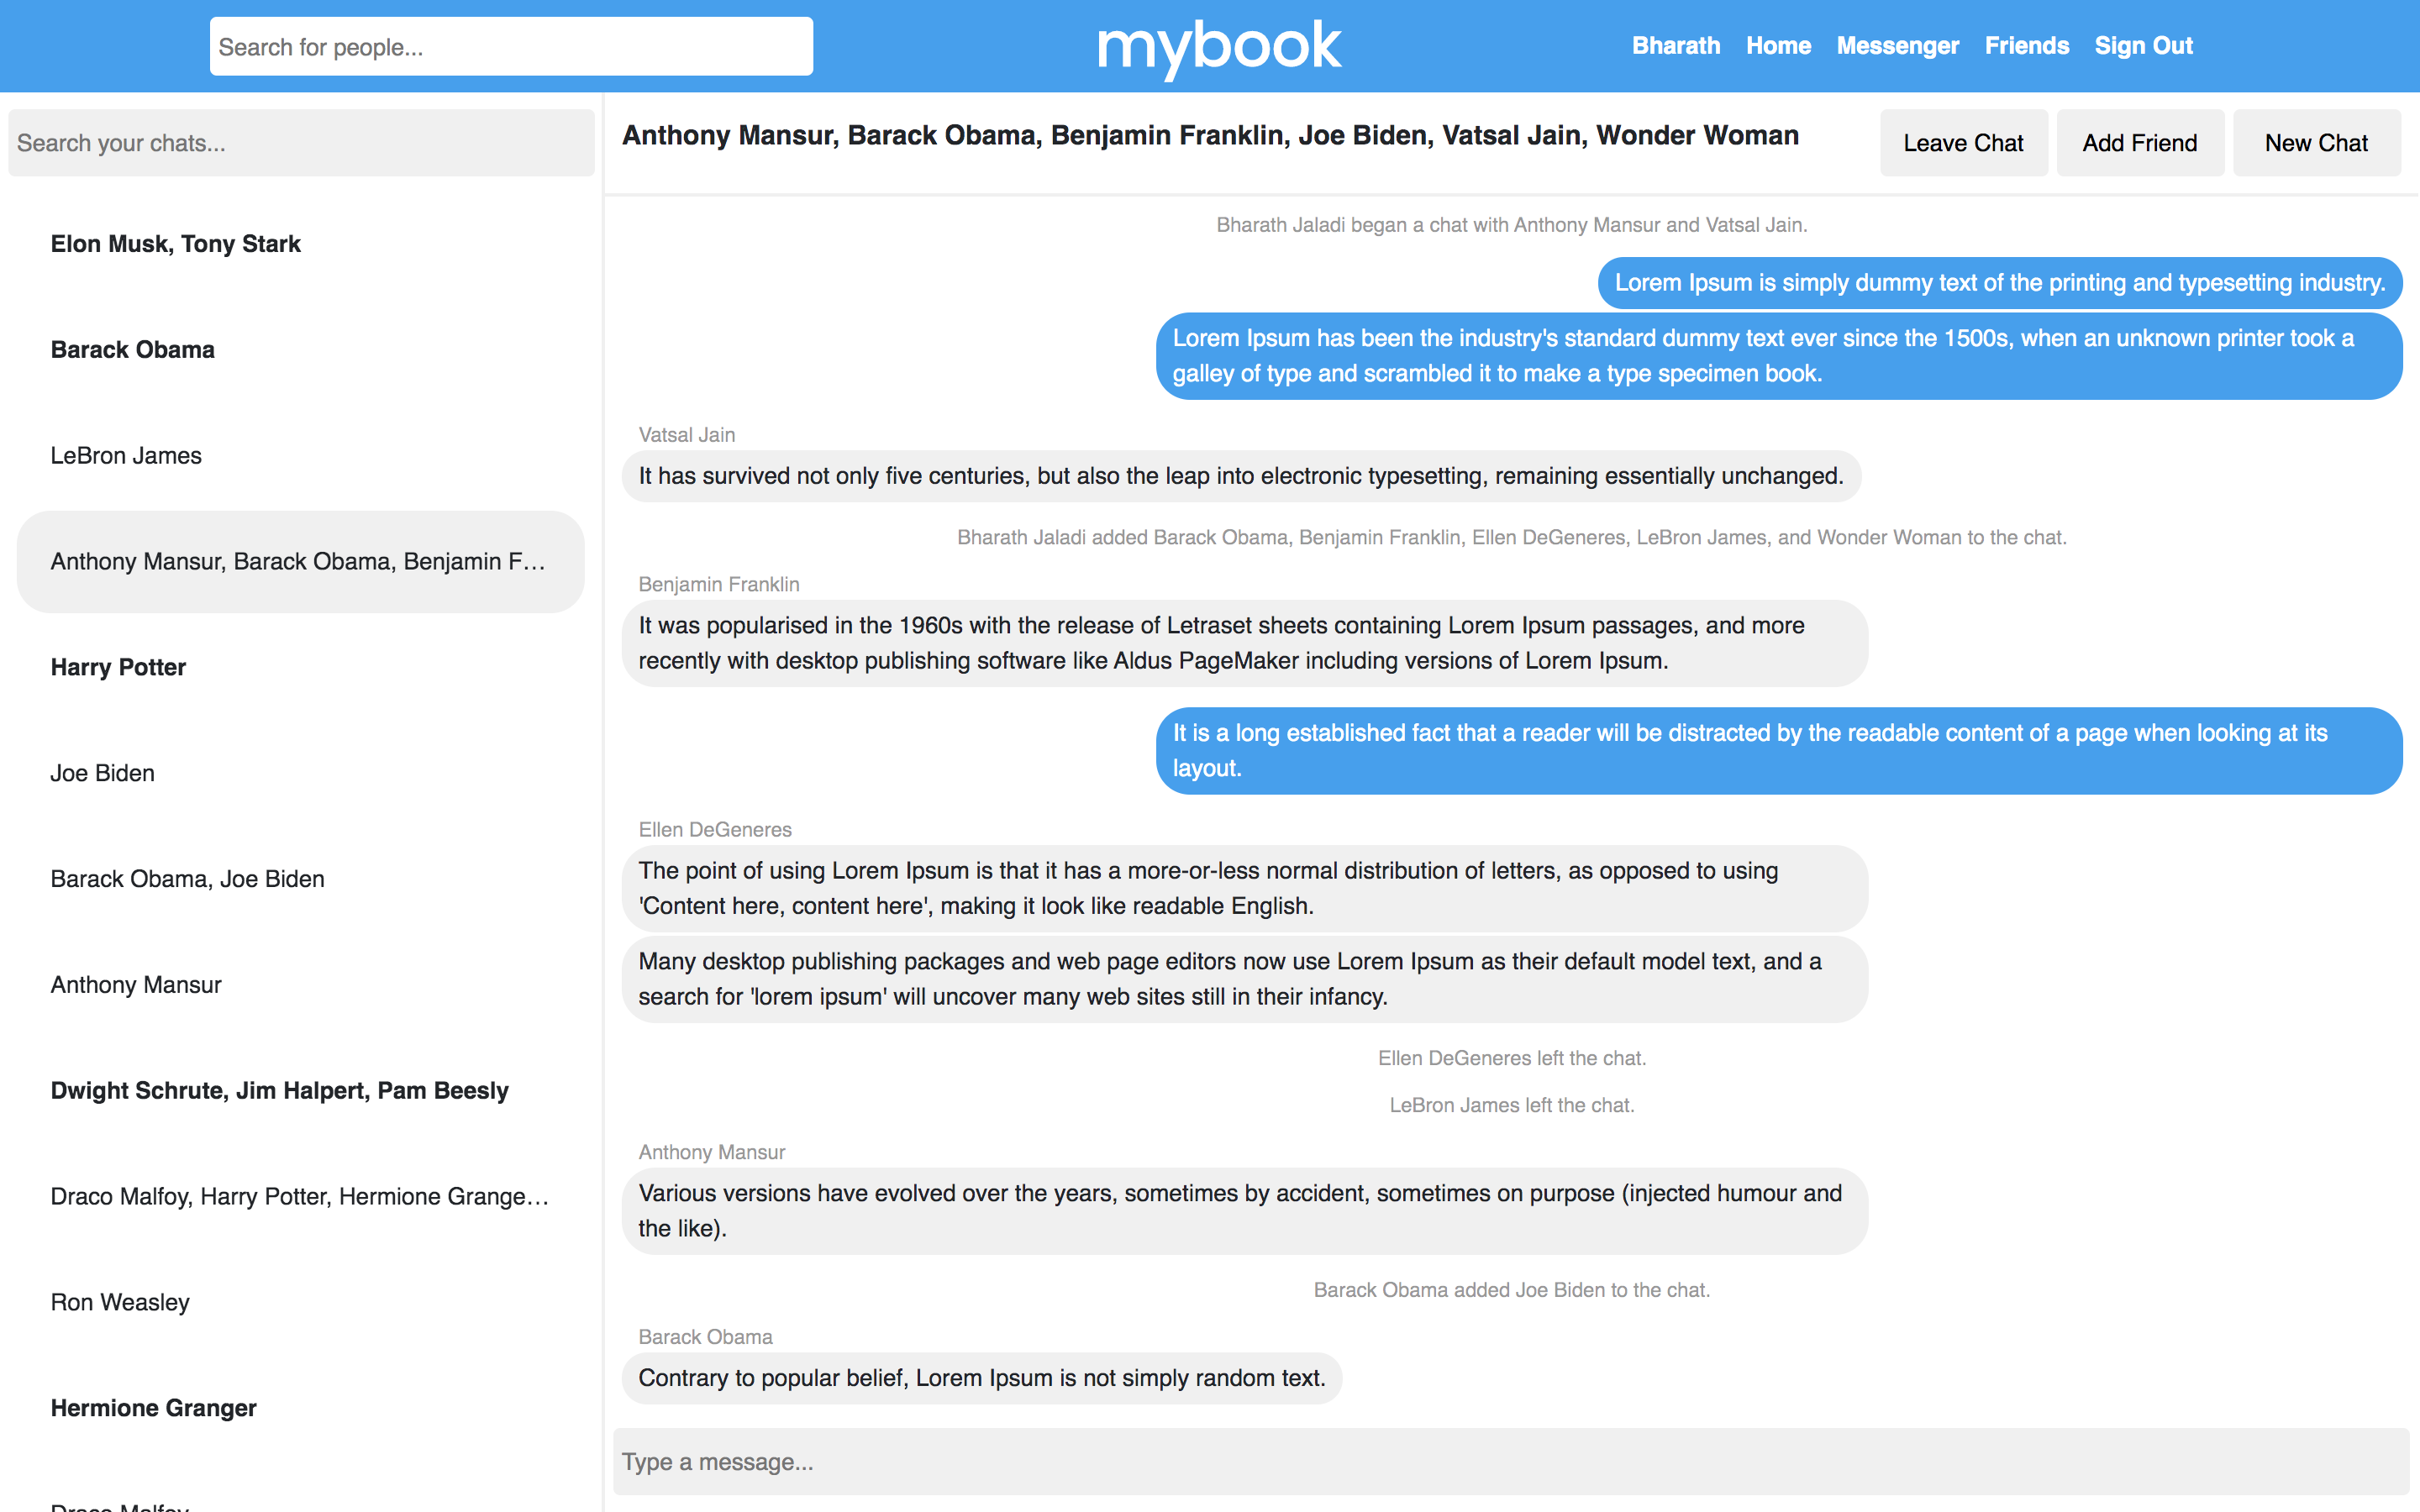 Search for people...
mybook
Bharath Home Messenger Friends Sign Out
Search your chats...
Elon Musk, Tony Stark
Barack Obama
LeBron James
Anthony Mansur, Barack Obama, Benjamin F...
Harry Potter
Joe Biden
Barack Obama, Joe Biden
Anthony Mansur
Dwight Schrute, Jim Halpert, Pam Beesly
Draco Malfoy, Harry Potter, Hermione Grange...
Ron Weasley
Hermione Granger
Draco Malfoy
Anthony Mansur, Barack Obama, Benjamin Franklin, Joe Biden, Vatsal Jain, Wonder Woman
Leave Chat
Add Friend
New Chat
Bharath Jaladi began a chat with Anthony Mansur and Vatsal Jain.
Lorem Ipsum is simply dummy text of the printing and typesetting industry.
Lorem Ipsum has been the industry's standard dummy text ever since the 1500s, when an unknown printer took a
galley of type and scrambled it to make a type specimen book.
Vatsal Jain
It has survived not only five centuries, but also the leap into electronic typesetting, remaining essentially unchanged.
Bharath Jaladi added Barack Obama, Benjamin Franklin, Ellen DeGeneres, LeBron James, and Wonder Woman to the chat.
Benjamin Franklin
It was popularised in the 1960s with the release of Letraset sheets containing Lorem Ipsum passages, and more
recently with desktop publishing software like Aldus PageMaker including versions of Lorem Ipsum.
It is a long established fact that a reader will be distracted by the readable content of a page when looking at its
layout.
Ellen DeGeneres
The point of using Lorem Ipsum is that it has a more-or-less normal distribution of letters, as opposed to using
'Content here, content here', making it look like readable English.
Many desktop publishing packages and web page editors now use Lorem Ipsum as their default model text, and a
search for 'lorem ipsum' will uncover many web sites still in their infancy.
Ellen DeGeneres left the chat.
LeBron James left the chat.
Anthony Mansur
Various versions have evolved over the years, sometimes by accident, sometimes on purpose (injected humour and
the like).
Barack Obama added Joe Biden to the chat.
Barack Obama
Contrary to popular belief, Lorem Ipsum is not simply random text.
Type a message...